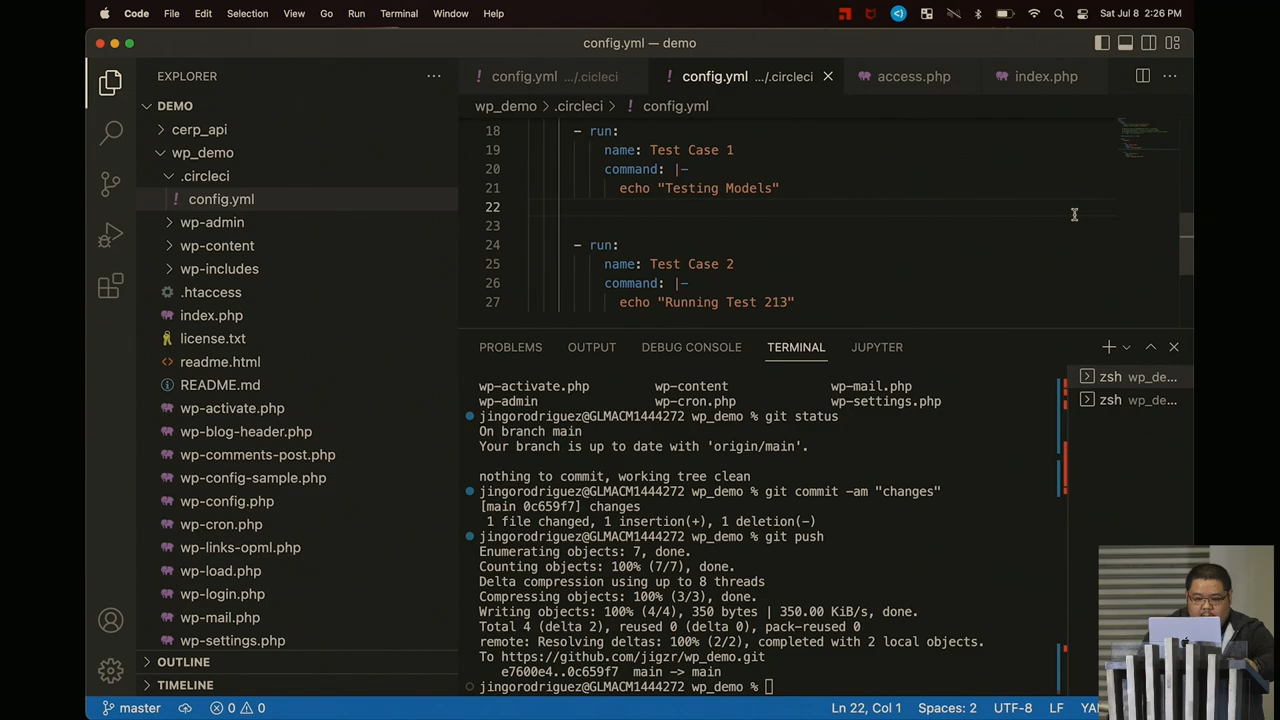 Code File Edit Selection View Go Run Terminal Window Help Sat Jul 8 2:26 PM
config.yml — demo
EXPLORER
DEMO
cerp_api
wp_demo
.circleci
config.yml
wp-admin
wp-content
wp-includes
.htaccess
index.php
license.txt
readme.html
README.md
wp-activate.php
wp-blog-header.php
wp-comments-post.php
wp-config-sample.php
wp-config.php
wp-cron.php
wp-links-opml.php
wp-load.php
wp-login.php
wp-mail.php
wp-settings.php
OUTLINE
TIMELINE
config.yml .../.cicleci config.yml .../.circleci access.php index.php
wp_demo > .circleci > config.yml
18 - run:
19 name: Test Case 1
20 command: |-
21 echo "Testing Models"
22
23
24 - run:
25 name: Test Case 2
26 command: |-
27 echo "Running Test 213"
PROBLEMS OUTPUT DEBUG CONSOLE TERMINAL JUPYTER
zsh wp_de...
zsh wp_de...
wp-activate.php wp-content wp-mail.php
wp-admin wp-cron.php wp-settings.php
jingorodriguez@GLMACM1444272 wp_demo % git status
On branch main
Your branch is up to date with 'origin/main'.
nothing to commit, working tree clean
jingorodriguez@GLMACM1444272 wp_demo % git commit -am "changes"
[main 0c659f7] changes
1 file changed, 1 insertion(+), 1 deletion(-)
jingorodriguez@GLMACM1444272 wp_demo % git push
Enumerating objects: 7, done.
Counting objects: 100% (7/7), done.
Delta compression using up to 8 threads
Compressing objects: 100% (3/3), done.
Writing objects: 100% (4/4), 350 bytes | 350.00 KiB/s, done.
Total 4 (delta 2), reused 0 (delta 0), pack-reused 0
remote: Resolving deltas: 100% (2/2), completed with 2 local objects.
To https://github.com/jigzr/wp_demo.git
e7600e4..0c659f7 main -> main
jingorodriguez@GLMACM1444272 wp_demo %
master 0 0 Ln 22, Col 1 Spaces: 2 UTF-8 LF